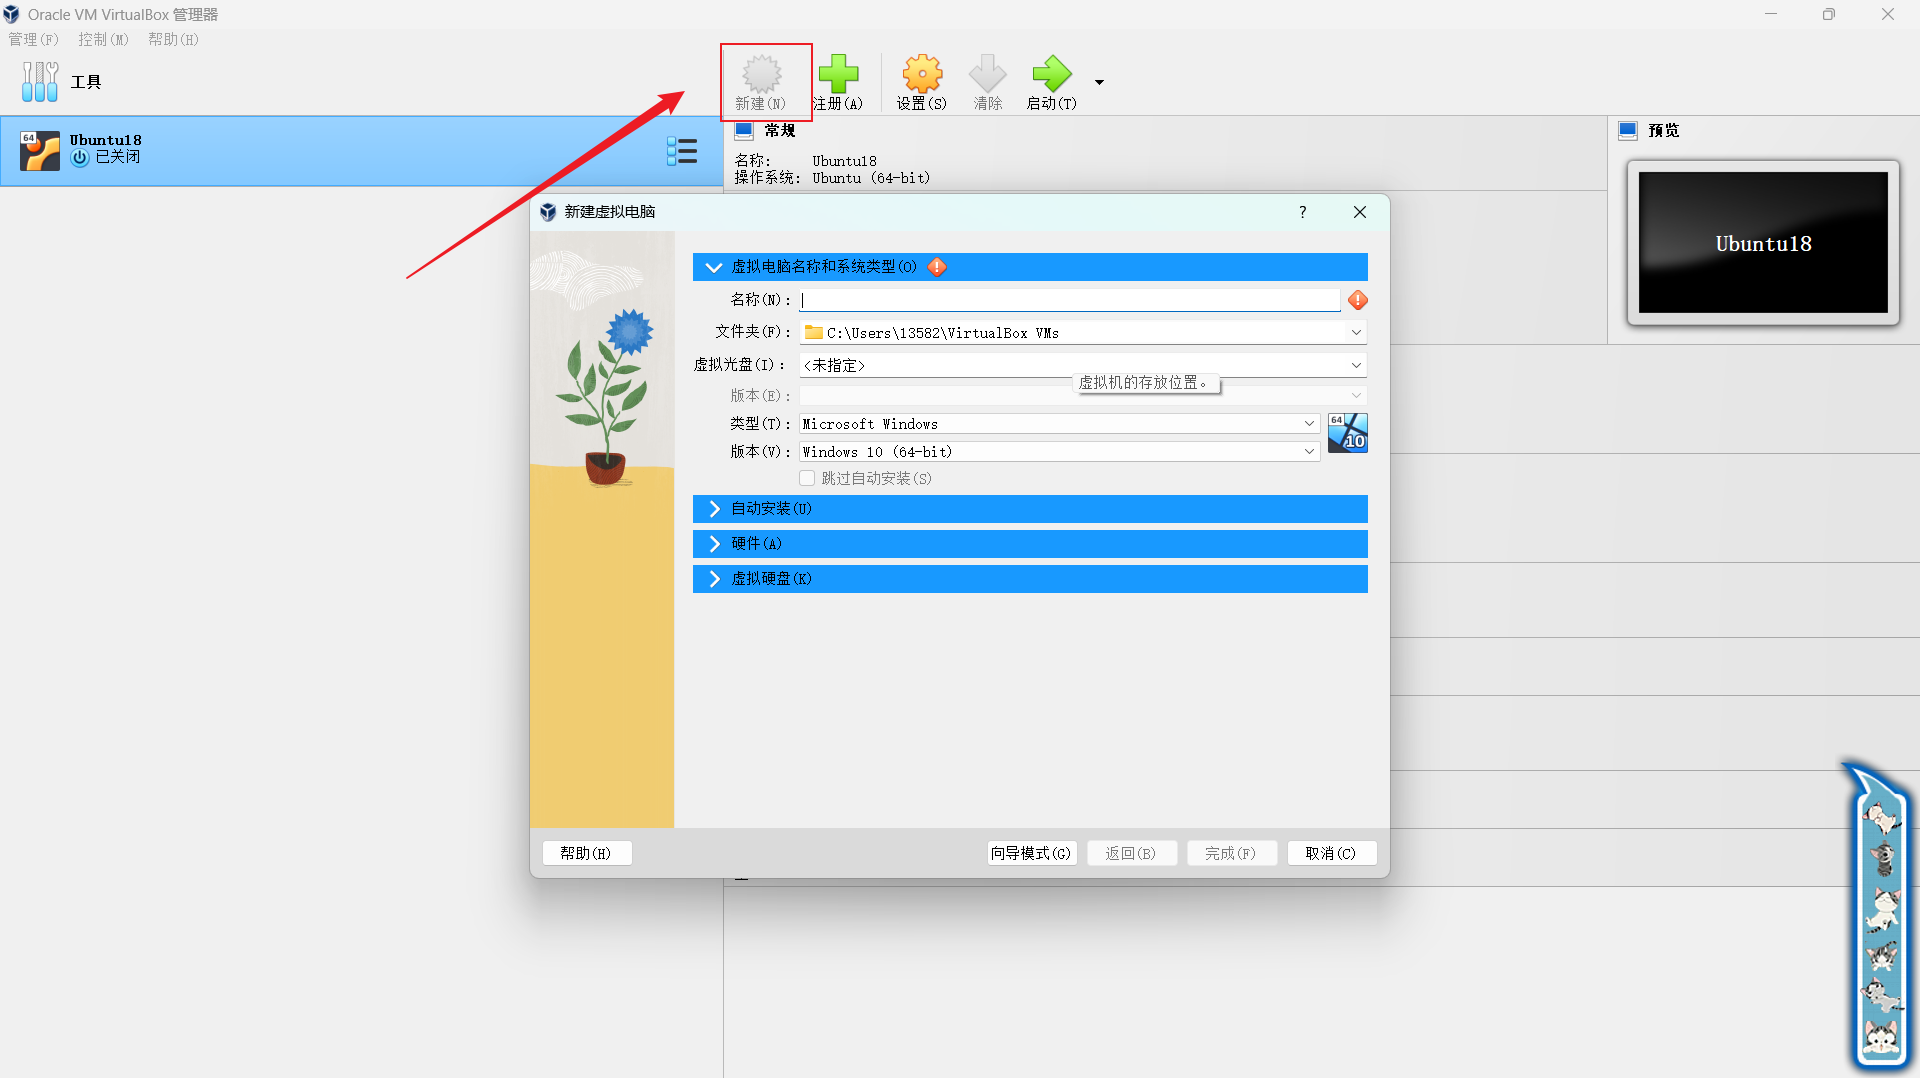 Oracle VM VirtualBox 管理器
管理(F) 控制(M) 帮助(H)
工具
新建(N) 注册(A) 设置(S) 清除 启动(T)
64 Ubuntu18
已关闭
常规
名称: Ubuntu18
操作系统: Ubuntu (64-bit)
预览
Ubuntu18
新建虚拟电脑 ?
虚拟电脑名称和系统类型(O)
名称(N):
文件夹(F): C:\Users\13582\VirtualBox VMs
虚拟光盘(I): <未指定>
虚拟机的存放位置。
版本(E):
类型(T): Microsoft Windows
64 10
版本(V): Windows 10 (64-bit)
跳过自动安装(S)
自动安装(U)
硬件(A)
虚拟硬盘(K)
帮助(H) 向导模式(G) 返回(B) 完成(F) 取消(C)